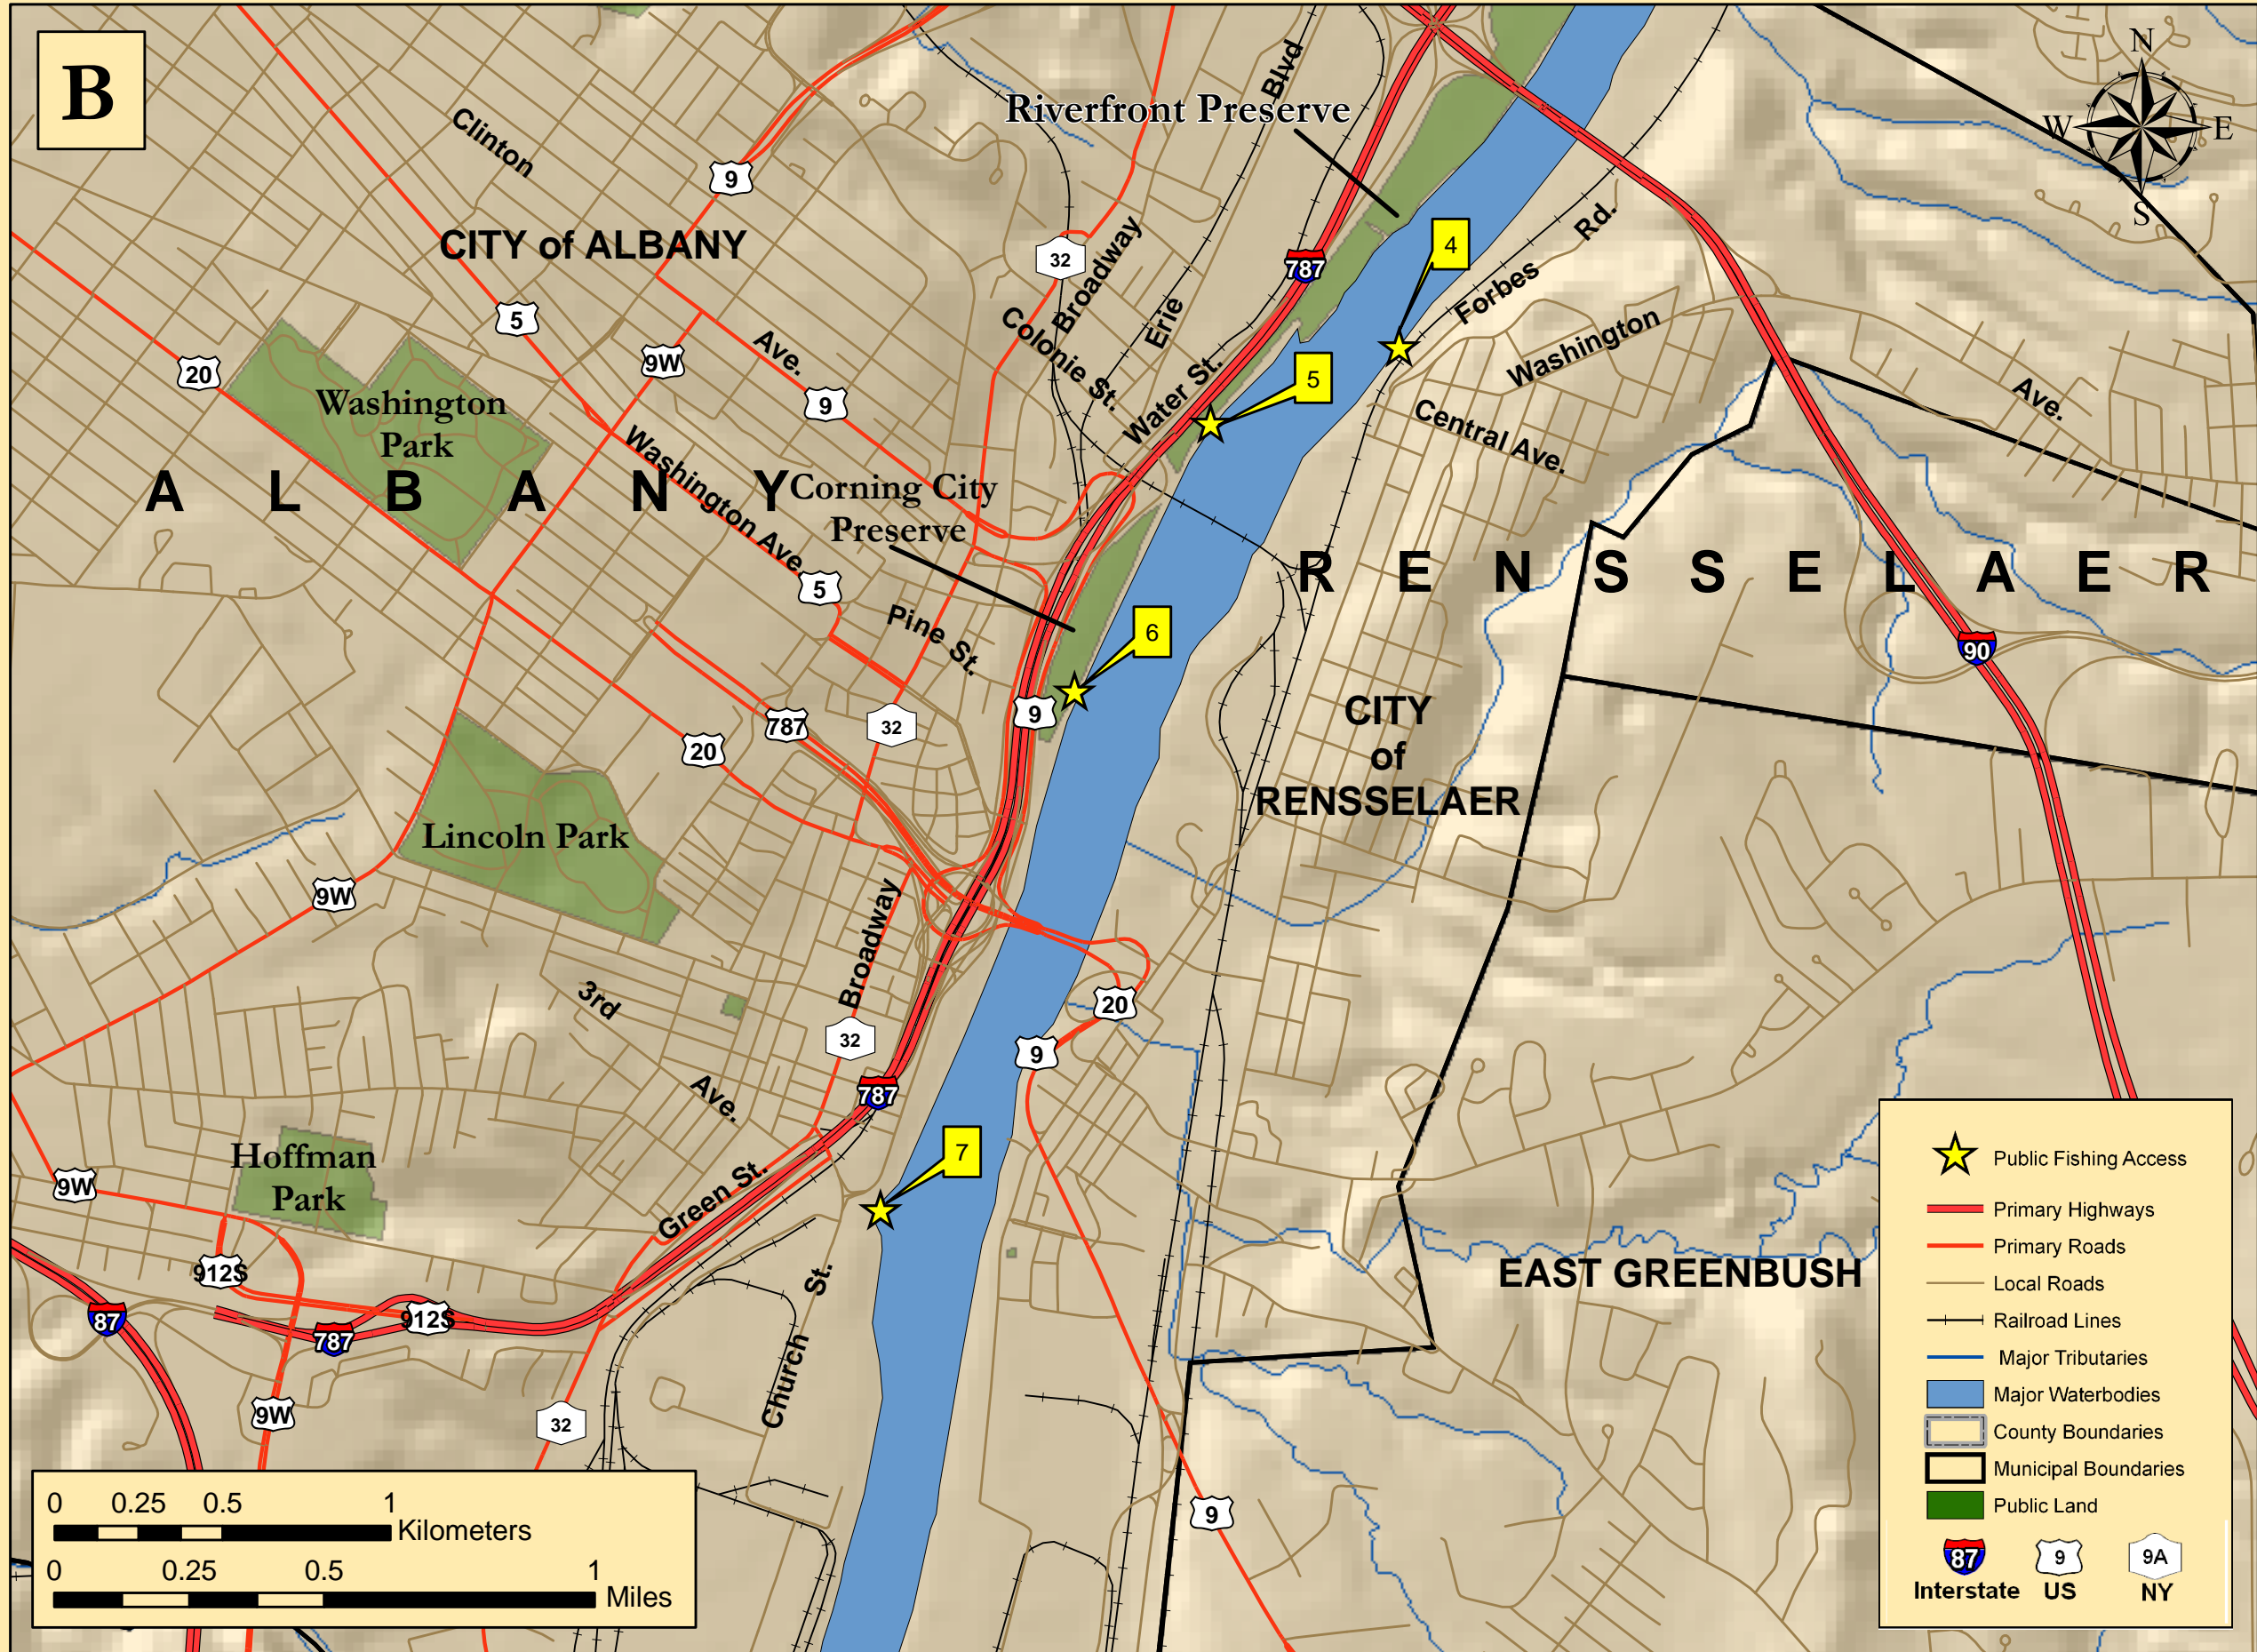 B
N
W E
S
Riverfront Preserve
Blvd
Clinton
9
CITY of ALBANY
32
Broadway
787
4
Forbes
Rd.
5
Erie
Colonie St.
Ave.
9W
20
Washington
Park
9
Water St.
5
Washington
Ave.
Central Ave.
Washington Ave.
A L B A N Y
Corning City
Preserve
R E N S S E L A E R
5
Pine St.
6
90
9
32
787
20
CITY
of
RENSSELAER
Lincoln Park
9W
Broadway
3rd
20
32
9
787
Ave.
7
Hoffman
Park
9W
Green St.
912S
87
787
912S
St.
Church
EAST GREENBUSH
9W
32
9
0 0.25 0.5 1
Kilometers
0 0.25 0.5 1
Miles
Public Fishing Access
Primary Highways
Primary Roads
Local Roads
Railroad Lines
Major Tributaries
Major Waterbodies
County Boundaries
Municipal Boundaries
Public Land
87 9 9A
Interstate US NY